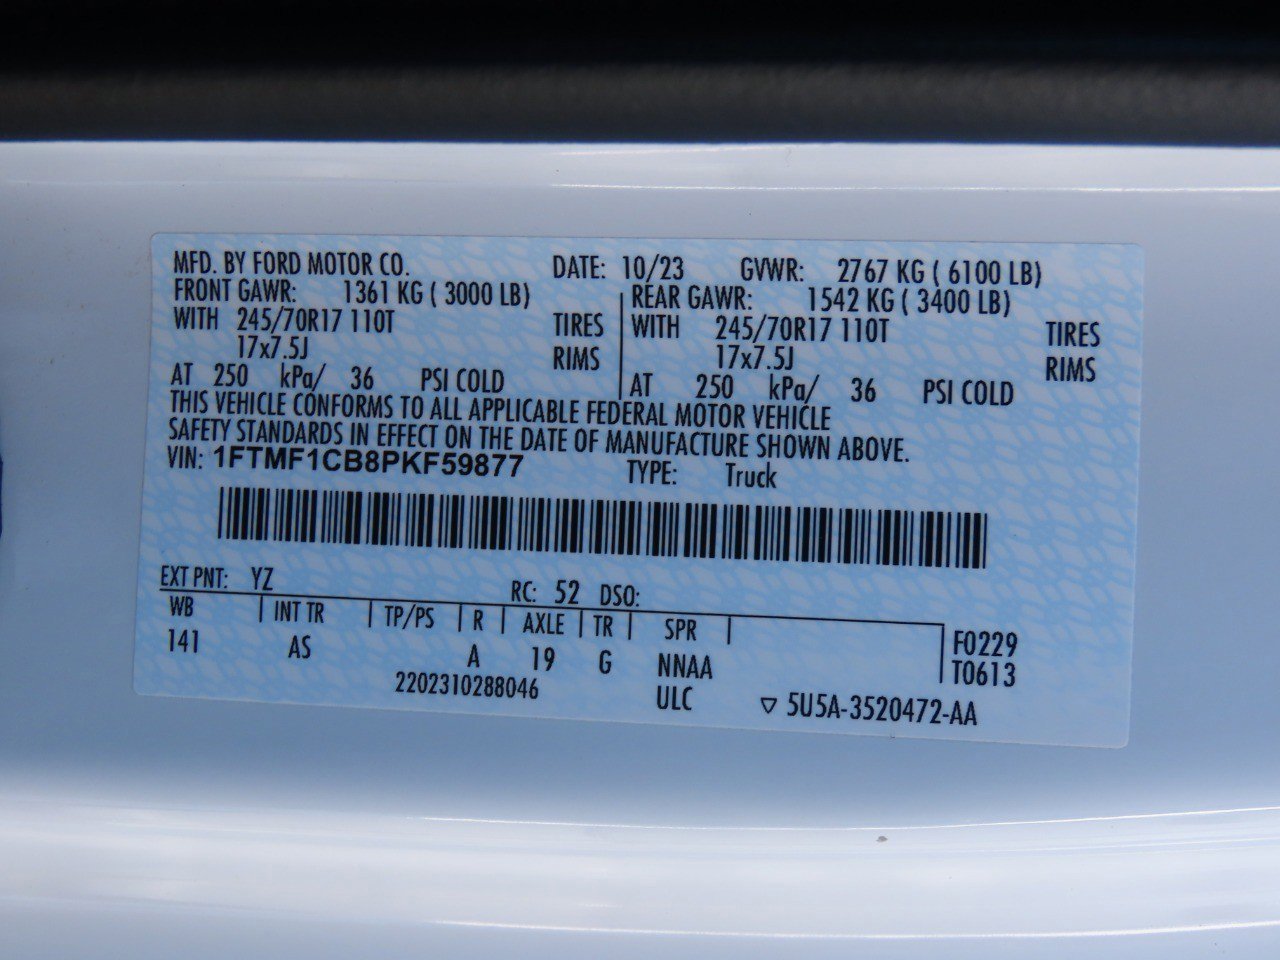 MFD. BY FORD MOTOR CO. DATE: 10/23 GVWR: 2767 KG ( 6100 LB)
FRONT GAWR: 1361 KG ( 3000 LB) REAR GAWR: 1542 KG ( 3400 LB)
WITH 245/70R17 110T TIRES WITH 245/70R17 110T TIRES
17x7.5J RIMS 17x7.5J RIMS
AT 250 kPa/ 36 PSI COLD AT 250 kPa/ 36 PSI COLD
THIS VEHICLE CONFORMS TO ALL APPLICABLE FEDERAL MOTOR VEHICLE
SAFETY STANDARDS IN EFFECT ON THE DATE OF MANUFACTURE SHOWN ABOVE.
VIN: 1FTMF1CB8PKF59877 TYPE: Truck
EXT PNT: YZ RC: 52 DSO:
WB INT TR TP/PS R AXLE TR SPR F0229
141 AS A 19 G NNAA T0613
2202310288046 ULC ▽ 5U5A-3520472-AA